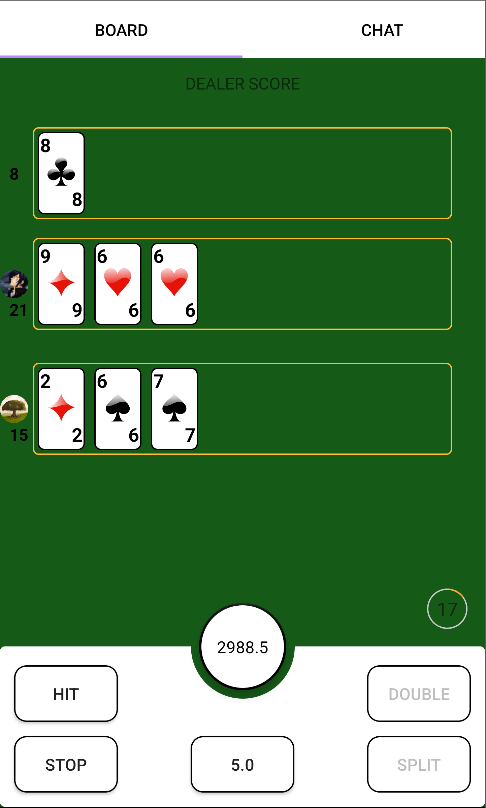 BOARD CHAT
DEALER SCORE
8
8
8
9 6 6
21
9 6 6
2 6 7
15
2 6 7
17
2988.5
HIT DOUBLE
STOP 5.0 SPLIT